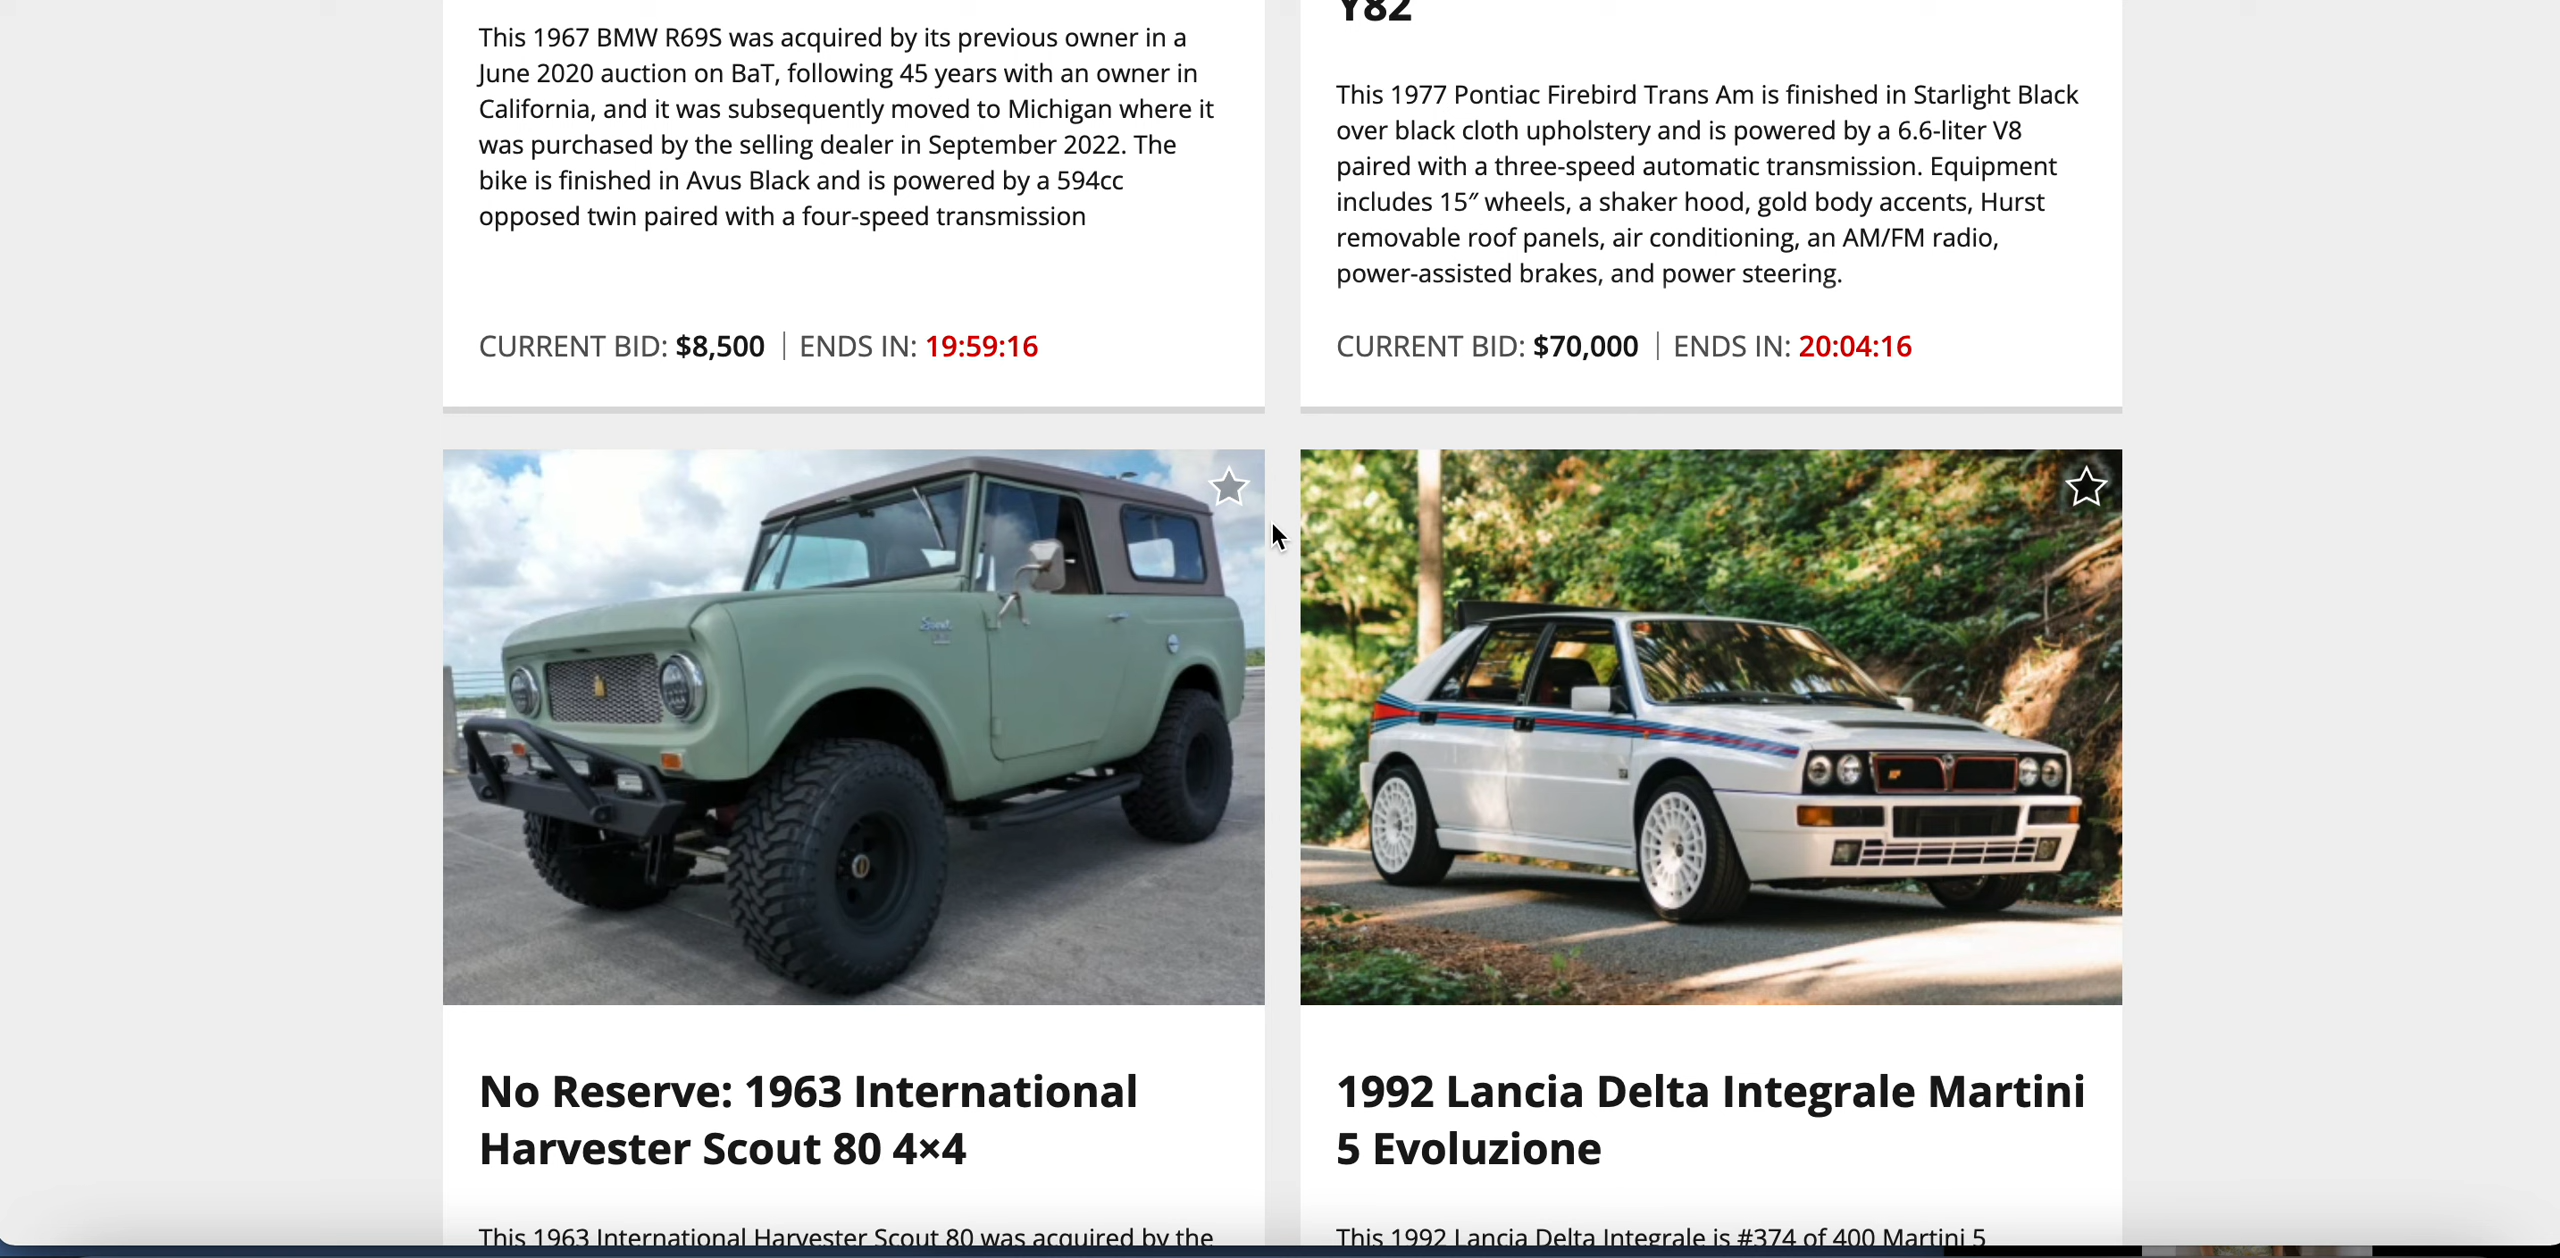 This 1967 BMW R69S was acquired by its previous owner in a
June 2020 auction on BaT, following 45 years with an owner in
California, and it was subsequently moved to Michigan where it
was purchased by the selling dealer in September 2022. The
bike is finished in Avus Black and is powered by a 594cc
opposed twin paired with a four-speed transmission
CURRENT BID: $8,500 | ENDS IN: 19:59:16
Y82
This 1977 Pontiac Firebird Trans Am is finished in Starlight Black
over black cloth upholstery and is powered by a 6.6-liter V8
paired with a three-speed automatic transmission. Equipment
includes 15″ wheels, a shaker hood, gold body accents, Hurst
removable roof panels, air conditioning, an AM/FM radio,
power-assisted brakes, and power steering.
CURRENT BID: $70,000 | ENDS IN: 20:04:16
Scout
No Reserve: 1963 International
Harvester Scout 80 4×4
This 1963 International Harvester Scout 80 was acquired by the
1992 Lancia Delta Integrale Martini
5 Evoluzione
This 1992 Lancia Delta Integrale is #374 of 400 Martini 5